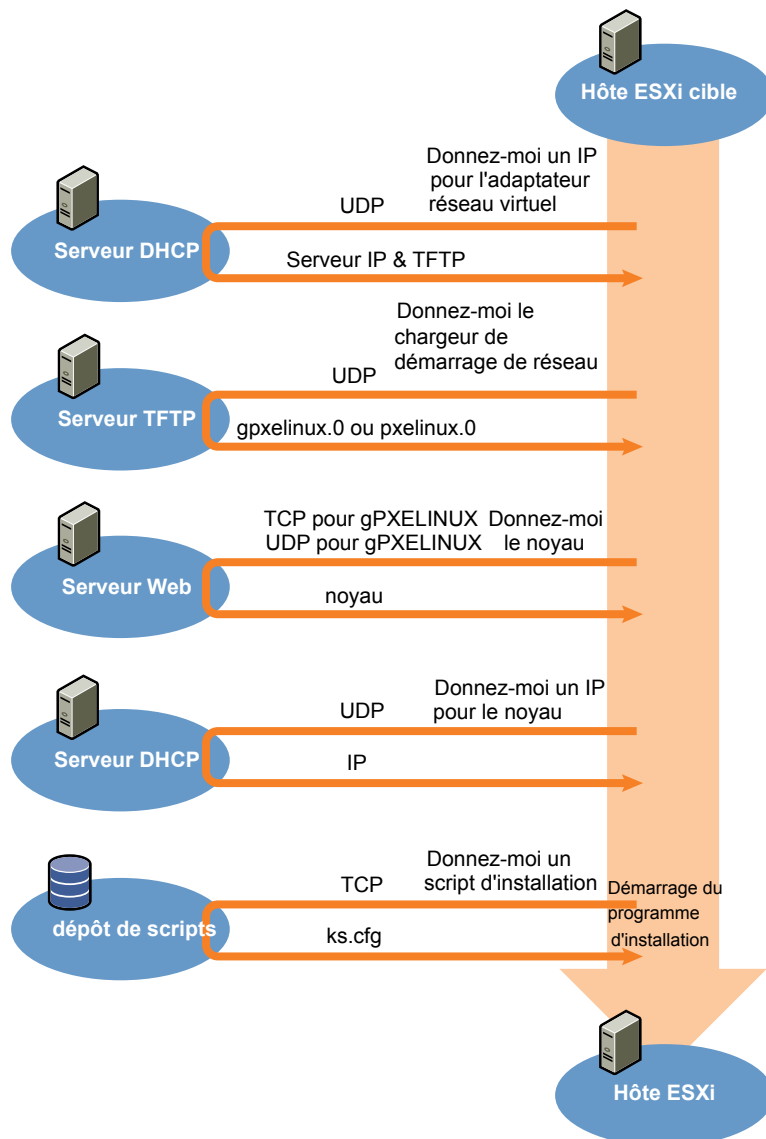 Hôte ESXi cible
Donnez-moi un IP
pour l'adaptateur
réseau virtuel
UDP
Serveur DHCP
Serveur IP & TFTP
Donnez-moi le
chargeur de
démarrage de réseau
UDP
Serveur TFTP
gpxelinux.0 ou pxelinux.0
TCP pour gPXELINUX Donnez-moi
UDP pour gPXELINUX le noyau
Serveur Web
noyau
Donnez-moi un IP
pour le noyau
UDP
Serveur DHCP
IP
Donnez-moi un
script d'installation
TCP
dépôt de scripts
ks.cfg
Démarrage du
programme
d'installation
Hôte ESXi